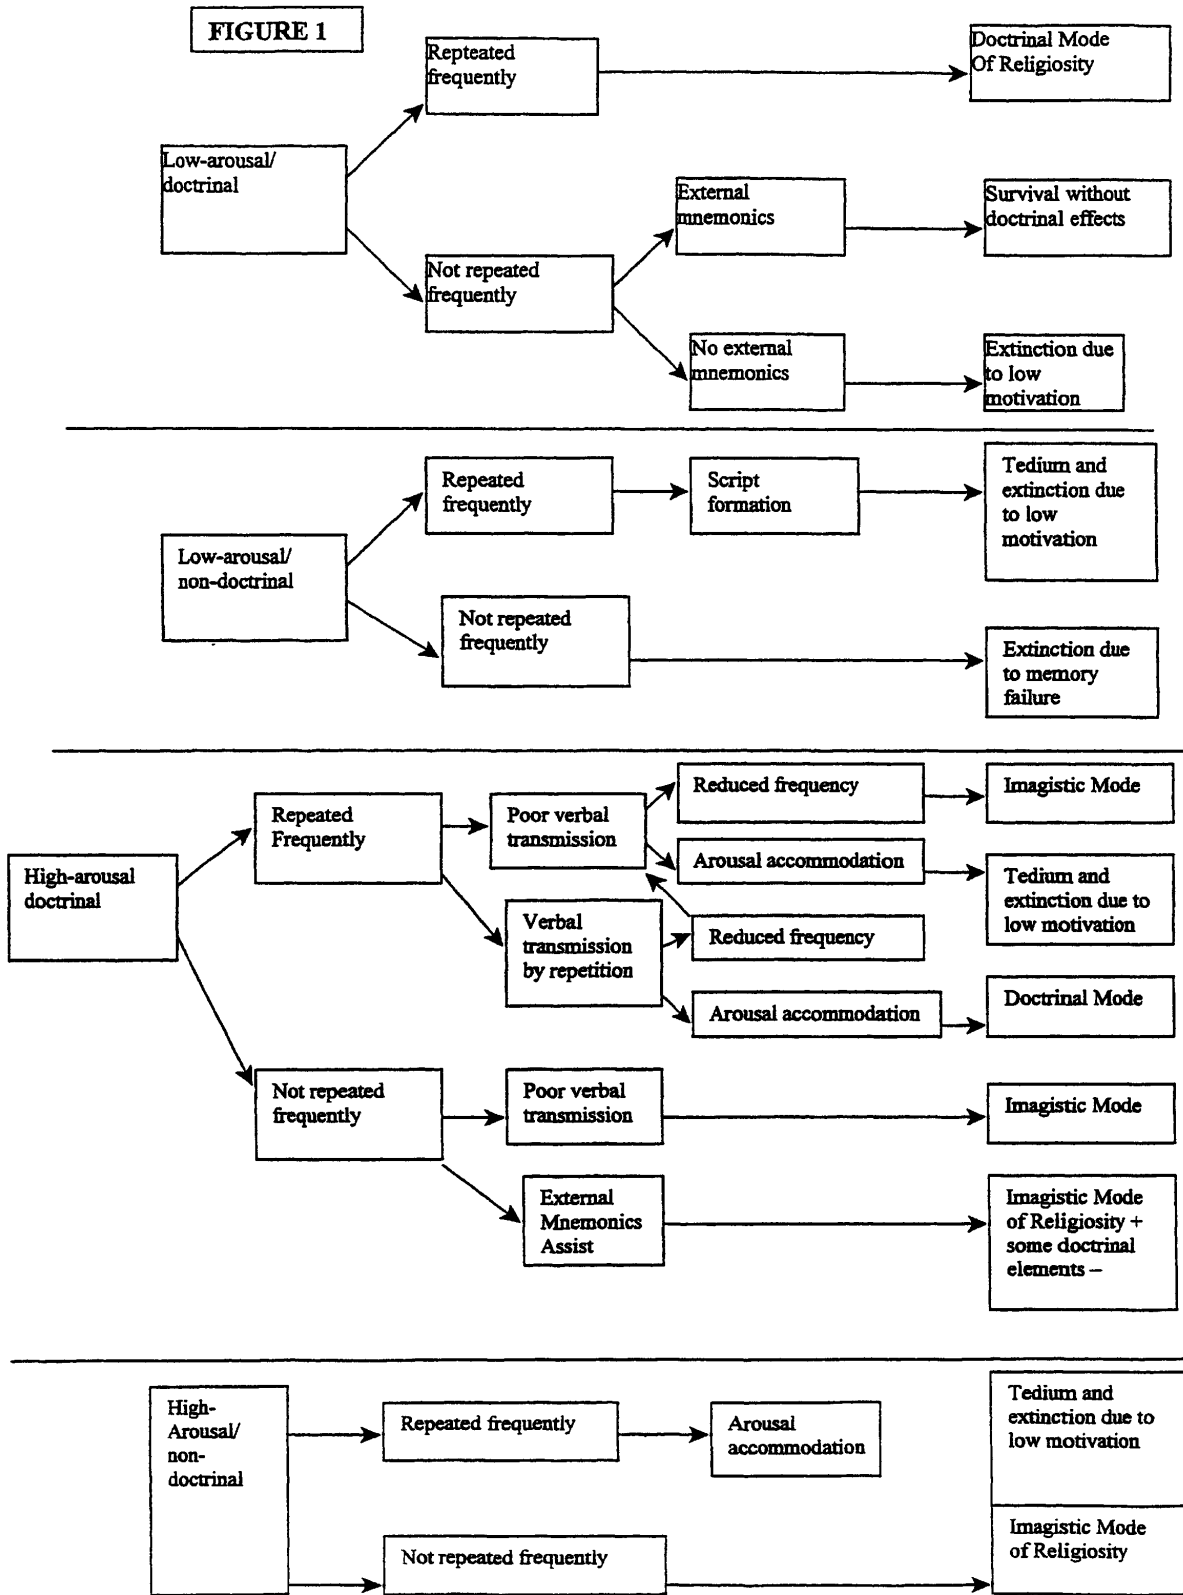 FIGURE 1
Repteated
frequently
Doctrinal Mode
Of Religiosity
Low-arousal/
doctrinal
External
mnemonics
Survival without
doctrinal effects
Not repeated
frequently
No external
mnemonics
Extinction due
to low
motivation
Repeated
frequently
Script
formation
Tedium and
extinction due
to low
motivation
Low-arousal/
non-doctrinal
Not repeated
frequently
Extinction due
to memory
failure
Reduced frequency
Imagistic Mode
Repeated
Frequently
Poor verbal
transmission
Arousal accommodation
High-arousal
doctrinal
Tedium and
extinction due to
low motivation
Verbal
transmission
by repetition
Reduced frequency
Arousal accommodation
Doctrinal Mode
Not repeated
frequently
Poor verbal
transmission
Imagistic Mode
External
Mnemonics
Assist
Imagistic Mode
of Religiosity +
some doctrinal
elements –
High-
Arousal/
non-
doctrinal
Repeated frequently
Arousal
accommodation
Tedium and
extinction due to
low motivation
Not repeated frequently
Imagistic Mode
of Religiosity